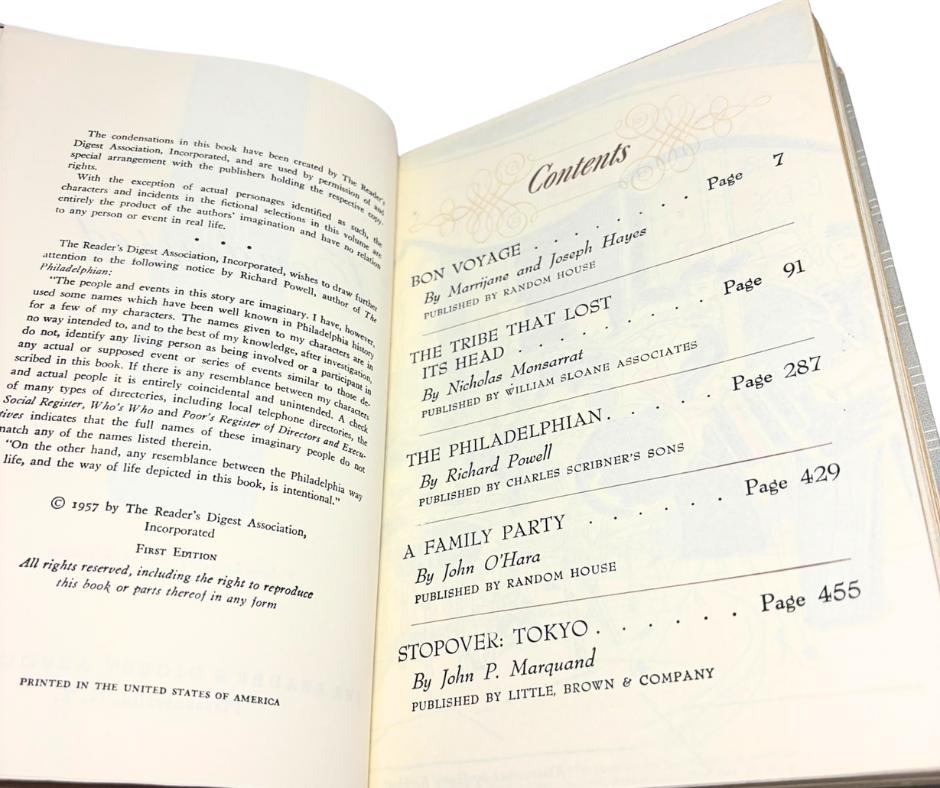 The condensations in this book have been created by The Reader's
Digest Association, Incorporated, and are used by permission of and
special arrangement with the publishers holding the respective copy-
rights.
With the exception of actual personages identified as such, the
characters and incidents in the fictional selections in this volume are
entirely the product of the authors' imagination and have no relation
to any person or event in real life.
• • •
The Reader's Digest Association, Incorporated, wishes to draw further
attention to the following notice by Richard Powell, author of The
Philadelphian:
"The people and events in this story are imaginary. I have, however,
used some names which have been well known in Philadelphia history
for a few of my characters. The names given to my characters are in
no way intended to, and to the best of my knowledge, after investigation,
do not, identify any living person as being involved or a participant in
any actual or supposed event or series of events similar to those de-
scribed in this book. If there is any resemblance between my characters
and actual people it is entirely coincidental and unintended. A check
of many types of directories, including local telephone directories, the
Social Register, Who's Who and Poor's Register of Directors and Execu-
tives indicates that the full names of these imaginary people do not
match any of the names listed therein.
"On the other hand, any resemblance between the Philadelphia way
life, and the way of life depicted in this book, is intentional."
© 1957 by The Reader's Digest Association,
Incorporated
First Edition
All rights reserved, including the right to reproduce
this book or parts thereof in any form
PRINTED IN THE UNITED STATES OF AMERICA
Contents
BON VOYAGE . . . . . . . . Page 7
By Marrijane and Joseph Hayes
PUBLISHED BY RANDOM HOUSE
THE TRIBE THAT LOST
ITS HEAD . . . . . . . . Page 91
By Nicholas Monsarrat
PUBLISHED BY WILLIAM SLOANE ASSOCIATES
THE PHILADELPHIAN . . . . . Page 287
By Richard Powell
PUBLISHED BY CHARLES SCRIBNER'S SONS
A FAMILY PARTY . . . . . . Page 429
By John O'Hara
PUBLISHED BY RANDOM HOUSE
STOPOVER: TOKYO . . . . . . Page 455
By John P. Marquand
PUBLISHED BY LITTLE, BROWN & COMPANY